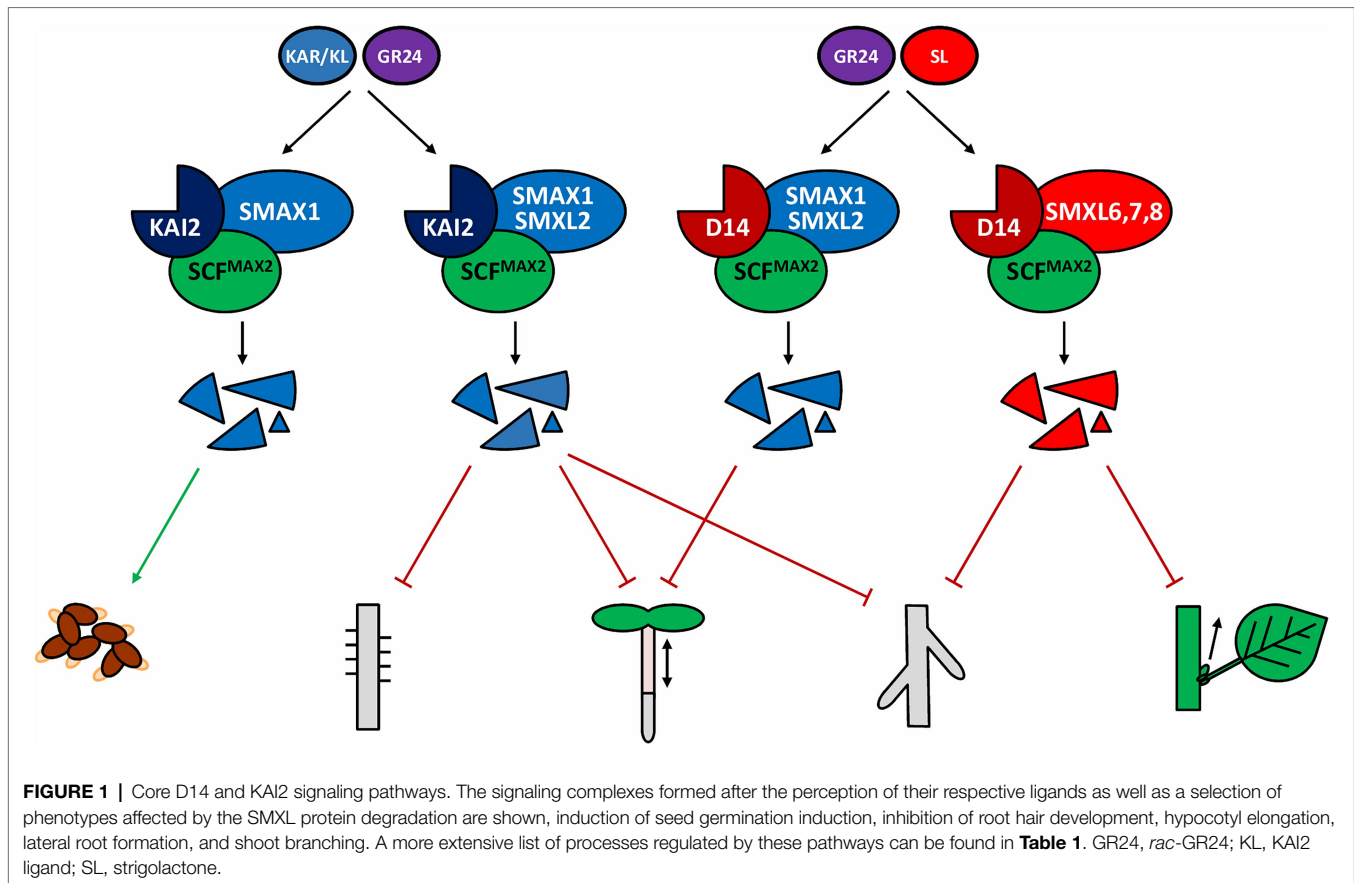 KAR/KL GR24 GR24 SL
KAI2 SMAX1 KAI2 SMAX1 SMXL2 D14 SMAX1 SMXL2 D14 SMXL6,7,8
SCFMAX2 SCFMAX2 SCFMAX2 SCFMAX2
FIGURE 1 | Core D14 and KAI2 signaling pathways. The signaling complexes formed after the perception of their respective ligands as well as a selection of
phenotypes affected by the SMXL protein degradation are shown, induction of seed germination induction, inhibition of root hair development, hypocotyl elongation,
lateral root formation, and shoot branching. A more extensive list of processes regulated by these pathways can be found in Table 1. GR24, rac-GR24; KL, KAI2
ligand; SL, strigolactone.